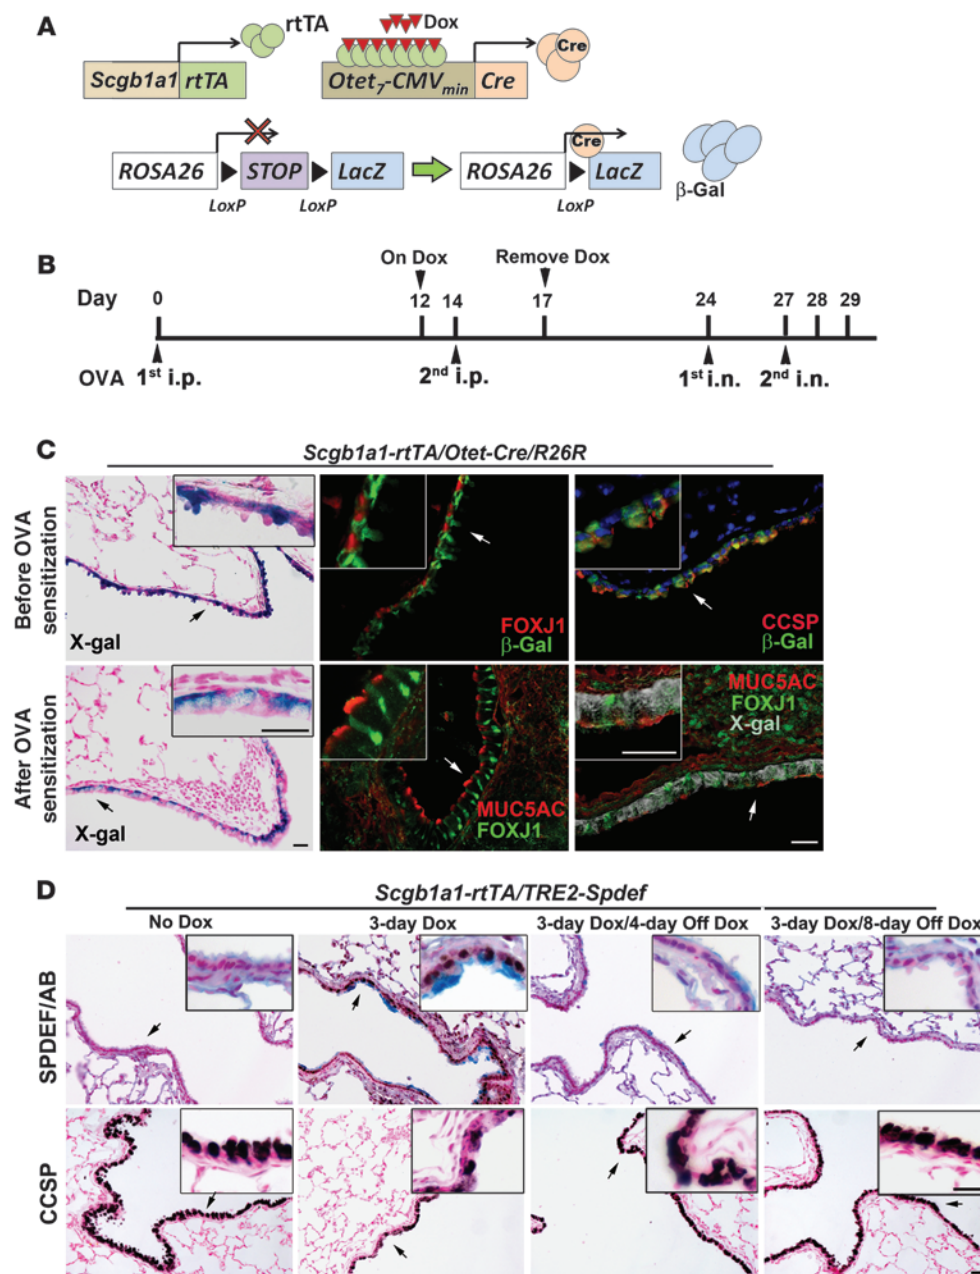 A
rtTA
Dox
Scgb1a1 rtTA
Otet7-CMVmin Cre
Cre
ROSA26 STOP LacZ
LoxP LoxP
Cre
ROSA26 LacZ
LoxP
β-Gal
B
On Dox Remove Dox
Day 0 12 14 17 24 27 28 29
OVA 1st i.p. 2nd i.p. 1st i.n. 2nd i.n.
C
Scgb1a1-rtTA/Otet-Cre/R26R
Before OVA
sensitization
X-gal
FOXJ1
β-Gal
CCSP
β-Gal
After OVA
sensitization
X-gal
MUC5AC
FOXJ1
MUC5AC
FOXJ1
X-gal
D
Scgb1a1-rtTA/TRE2-Spdef
No Dox 3-day Dox 3-day Dox/4-day Off Dox 3-day Dox/8-day Off Dox
SPDEF/AB
CCSP